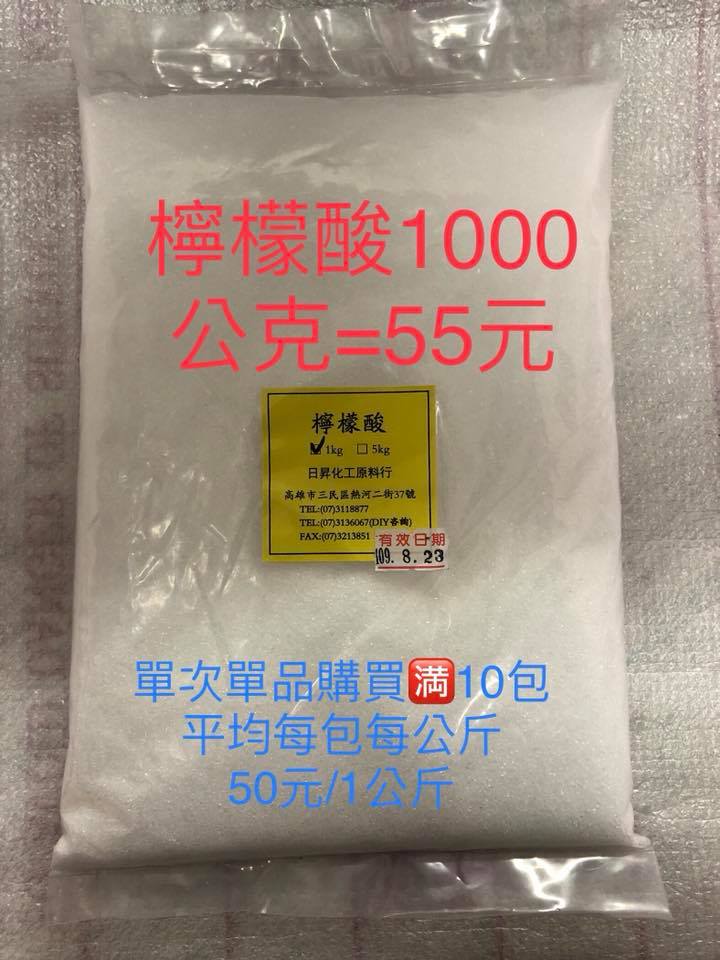 檸檬酸1000
公克=55元
檸檬酸
☑1kg ☐5kg
日昇化工原料行
高雄市三民區熱河二街37號
TEL:(07)3118877
TEL:(07)3136067(DIY咨詢)
FAX:(07)3213851
有效日期
109. 8. 23
單次單品購買🈵10包
平均每包每公斤
50元/1公斤